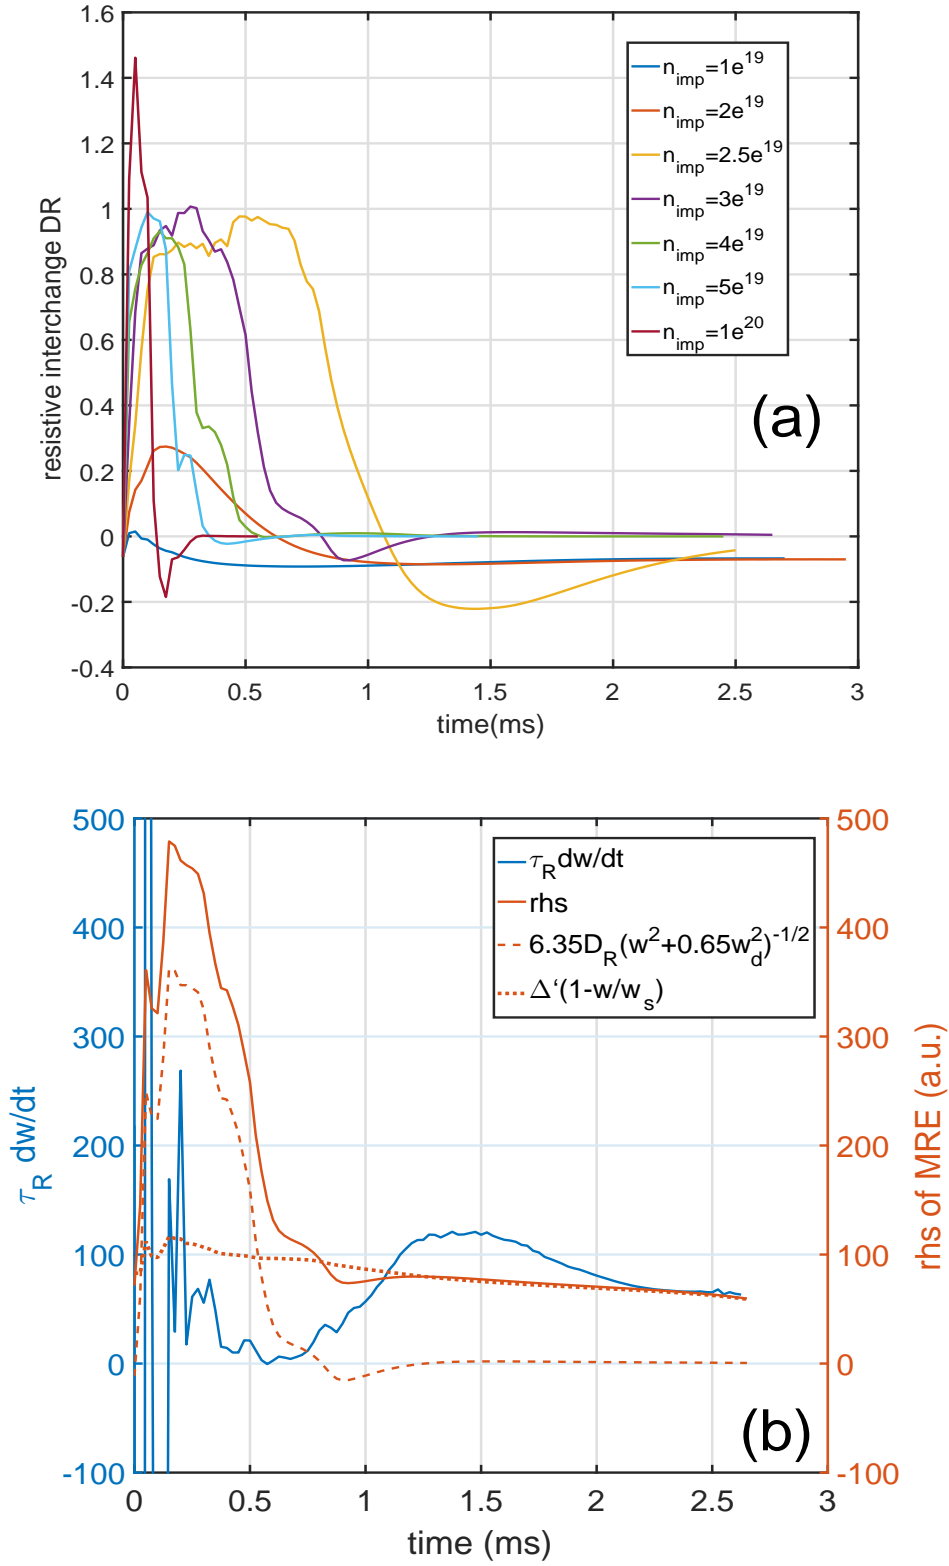 1.6
1.4
1.2
1
0.8
0.6
0.4
0.2
0
-0.2
-0.4
resistive interchange DR
n_imp=1e^19
n_imp=2e^19
n_imp=2.5e^19
n_imp=3e^19
n_imp=4e^19
n_imp=5e^19
n_imp=1e^20
(a)
0 0.5 1 1.5 2 2.5 3
time(ms)
500
400
300
200
100
0
-100
τ_R dw/dt
τ_R dw/dt
rhs
6.35D_R(w^2+0.65w_d^2)^-1/2
Δ‘(1-w/w_s)
500
400
300
200
100
0
-100
rhs of MRE (a.u.)
(b)
0 0.5 1 1.5 2 2.5 3
time (ms)